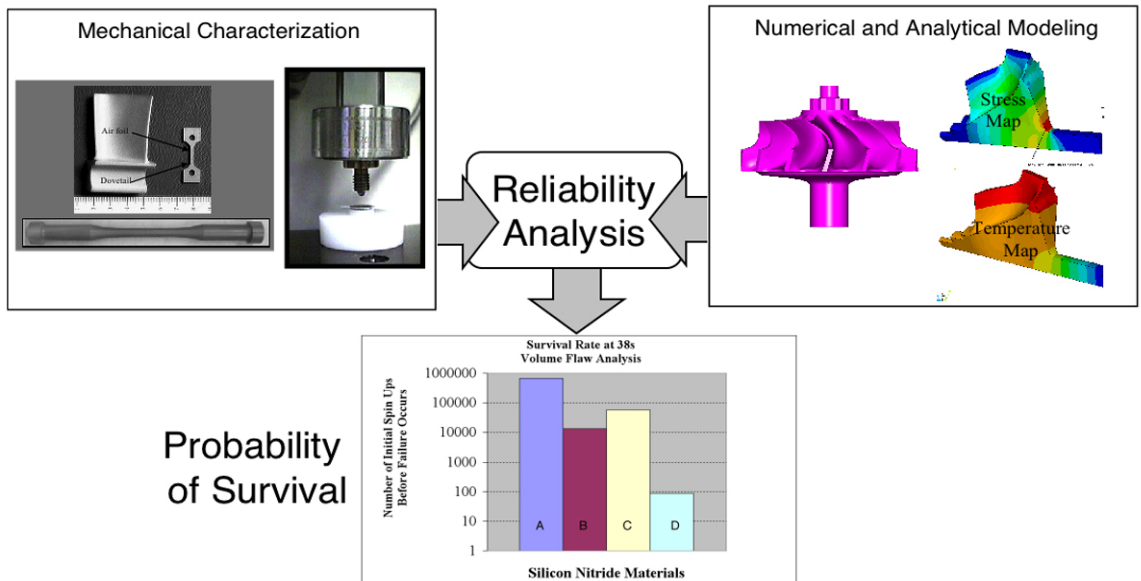 Mechanical Characterization
Air foil
Dovetail
Numerical and Analytical Modeling
Stress
Map
Temperature
Map
Reliability
Analysis
Probability
of Survival
Survival Rate at 38s
Volume Flaw Analysis
Number of Initial Spin Ups
Before Failure Occurs
1000000
100000
10000
1000
100
10
1
A
B
C
D
Silicon Nitride Materials